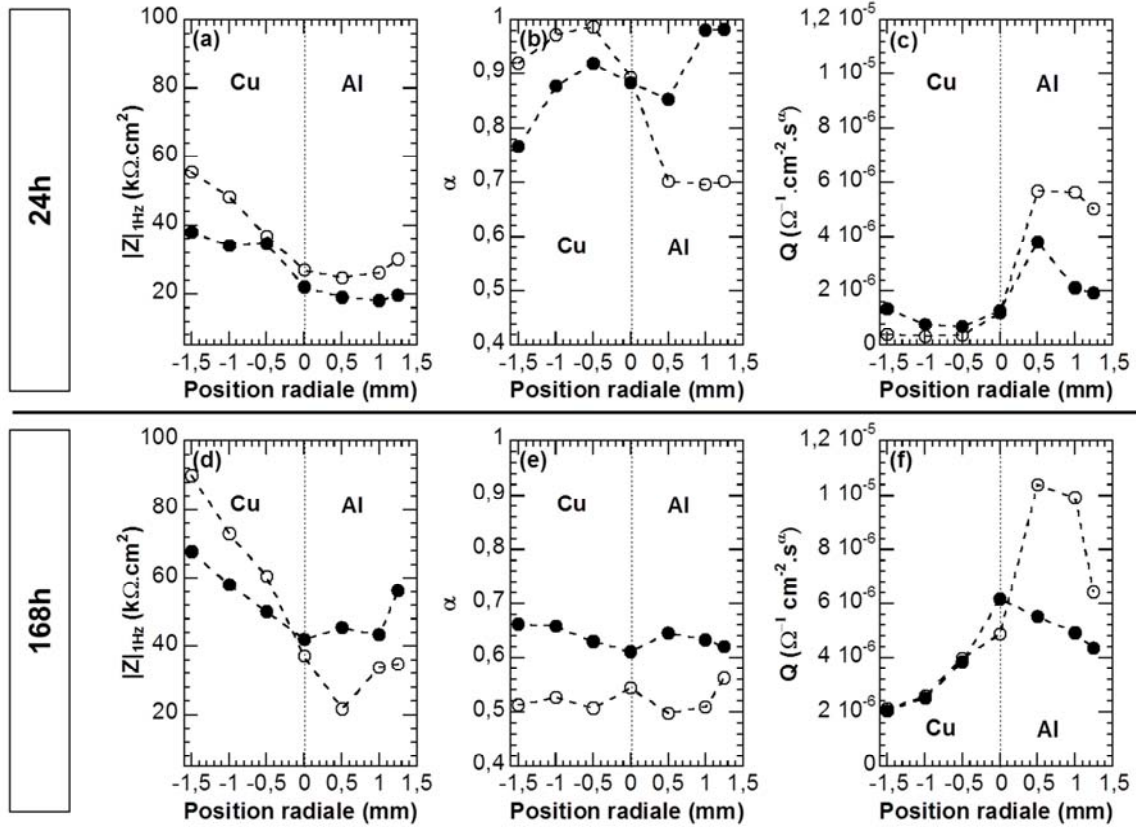 24h
(a)
Cu
Al
|Z|1Hz (kΩ.cm²)
100
80
60
40
20
-1,5 -1 -0,5 0 0,5 1 1,5
Position radiale (mm)
(b)
Cu
Al
α
1
0,9
0,8
0,7
0,6
0,5
0,4
-1,5 -1 -0,5 0 0,5 1 1,5
Position radiale (mm)
(c)
Cu
Al
Q (Ω⁻¹.cm⁻².sᵅ)
1,2 10⁻⁵
10⁻⁵
8 10⁻⁶
6 10⁻⁶
4 10⁻⁶
2 10⁻⁶
0
-1,5 -1 -0,5 0 0,5 1 1,5
Position radiale (mm)
168h
(d)
Cu
Al
|Z|1Hz (kΩ.cm²)
100
80
60
40
20
-1,5 -1 -0,5 0 0,5 1 1,5
Position radiale (mm)
(e)
Cu
Al
α
1
0,9
0,8
0,7
0,6
0,5
0,4
-1,5 -1 -0,5 0 0,5 1 1,5
Position radiale (mm)
(f)
Cu
Al
Q (Ω⁻¹ cm⁻².sᵅ)
1,2 10⁻⁵
10⁻⁵
8 10⁻⁶
6 10⁻⁶
4 10⁻⁶
2 10⁻⁶
0
-1,5 -1 -0,5 0 0,5 1 1,5
Position radiale (mm)